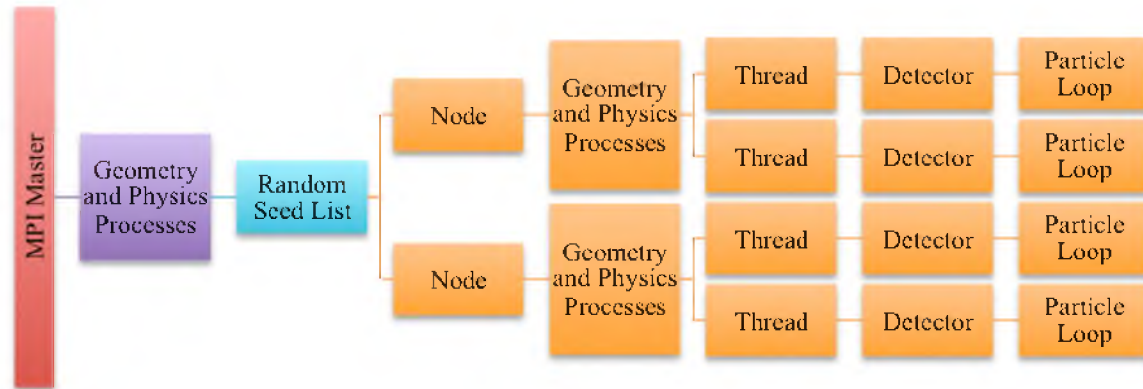 MPI Master
Geometry
and Physics
Processes
Random
Seed List
Node
Geometry
and Physics
Processes
Thread
Detector
Particle
Loop
Thread
Detector
Particle
Loop
Node
Geometry
and Physics
Processes
Thread
Detector
Particle
Loop
Thread
Detector
Particle
Loop